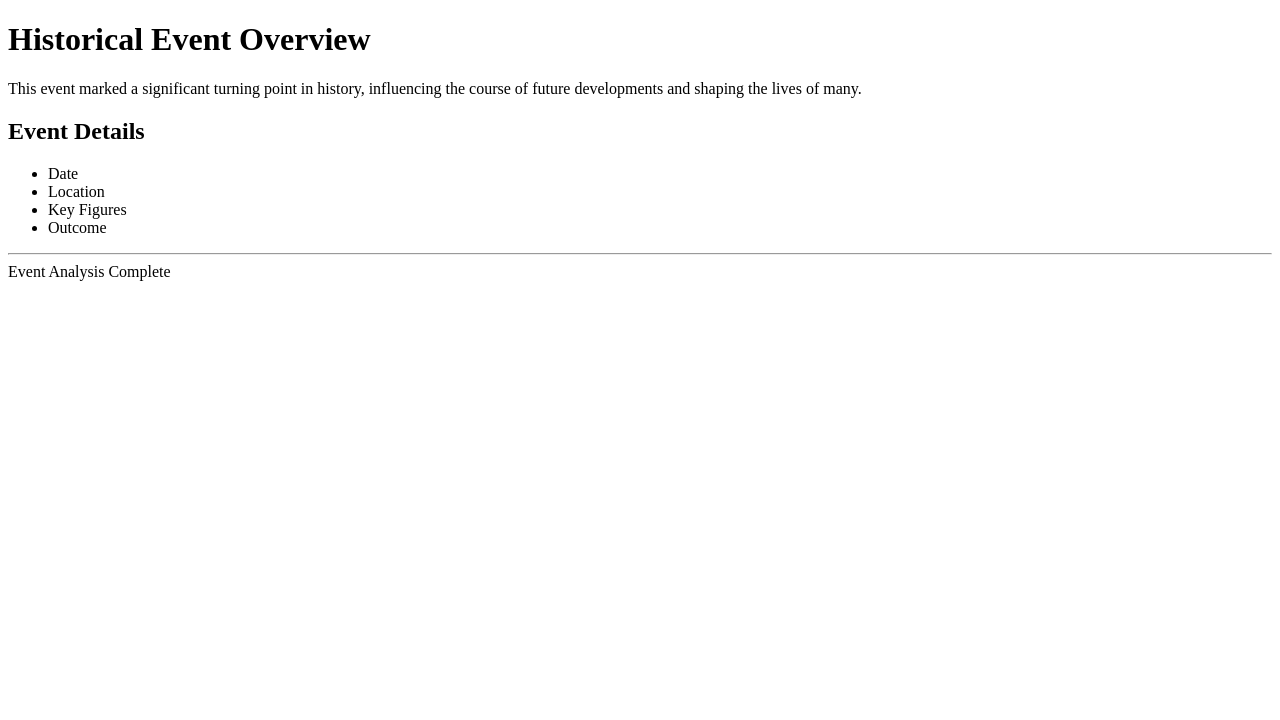 Historical Event Overview
This event marked a significant turning point in history, influencing the course of future developments and shaping the lives of many.
Event Details
Date
Location
Key Figures
Outcome
Event Analysis Complete